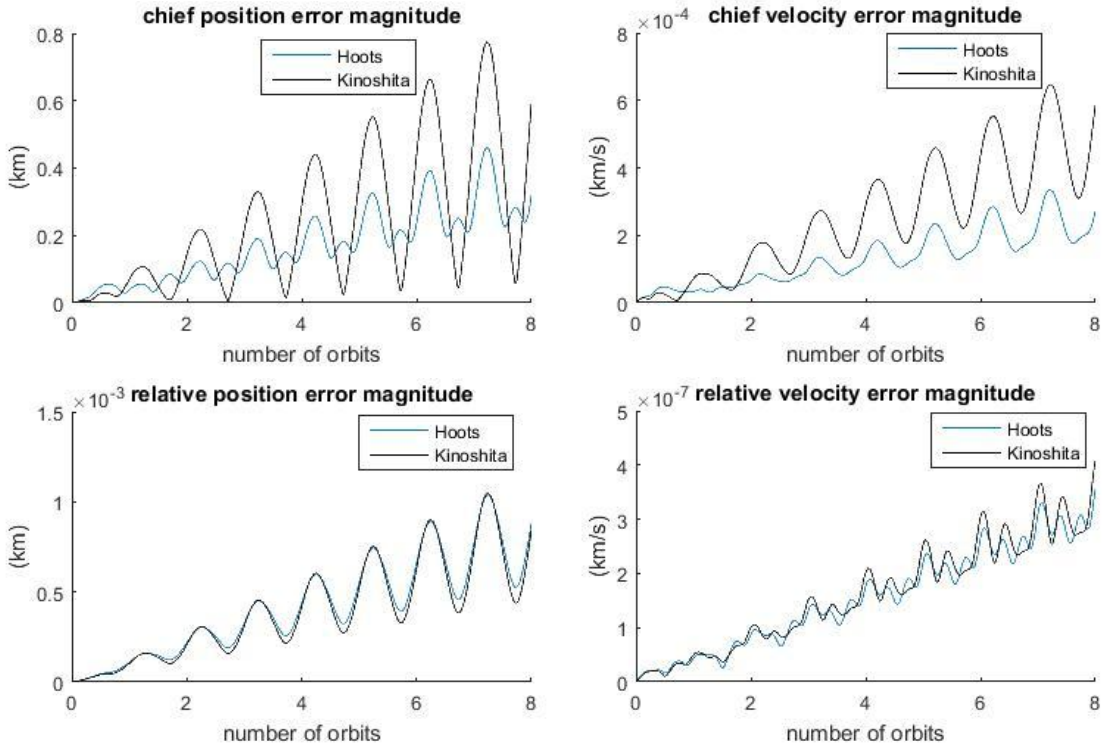 chief position error magnitude
0.8
0.6
0.4
0.2
0
(km)
Hoots
Kinoshita
0 2 4 6 8
number of orbits
chief velocity error magnitude
×10-4
8
6
4
2
0
(km/s)
Hoots
Kinoshita
0 2 4 6 8
number of orbits
relative position error magnitude
×10-3
1.5
1
0.5
0
(km)
Hoots
Kinoshita
0 2 4 6 8
number of orbits
relative velocity error magnitude
×10-7
5
4
3
2
1
0
(km/s)
Hoots
Kinoshita
0 2 4 6 8
number of orbits